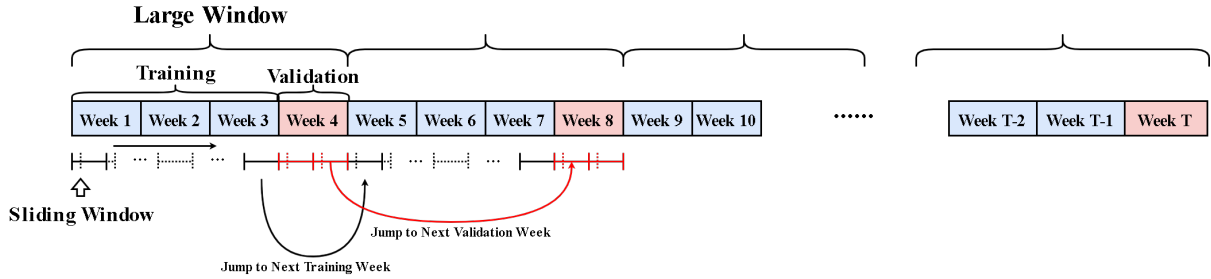 Large Window
Training
Validation
Week 1 Week 2 Week 3 Week 4 Week 5 Week 6 Week 7 Week 8 Week 9 Week 10 ...... Week T-2 Week T-1 Week T
... ... ... ...
Sliding Window
Jump to Next Validation Week
Jump to Next Training Week